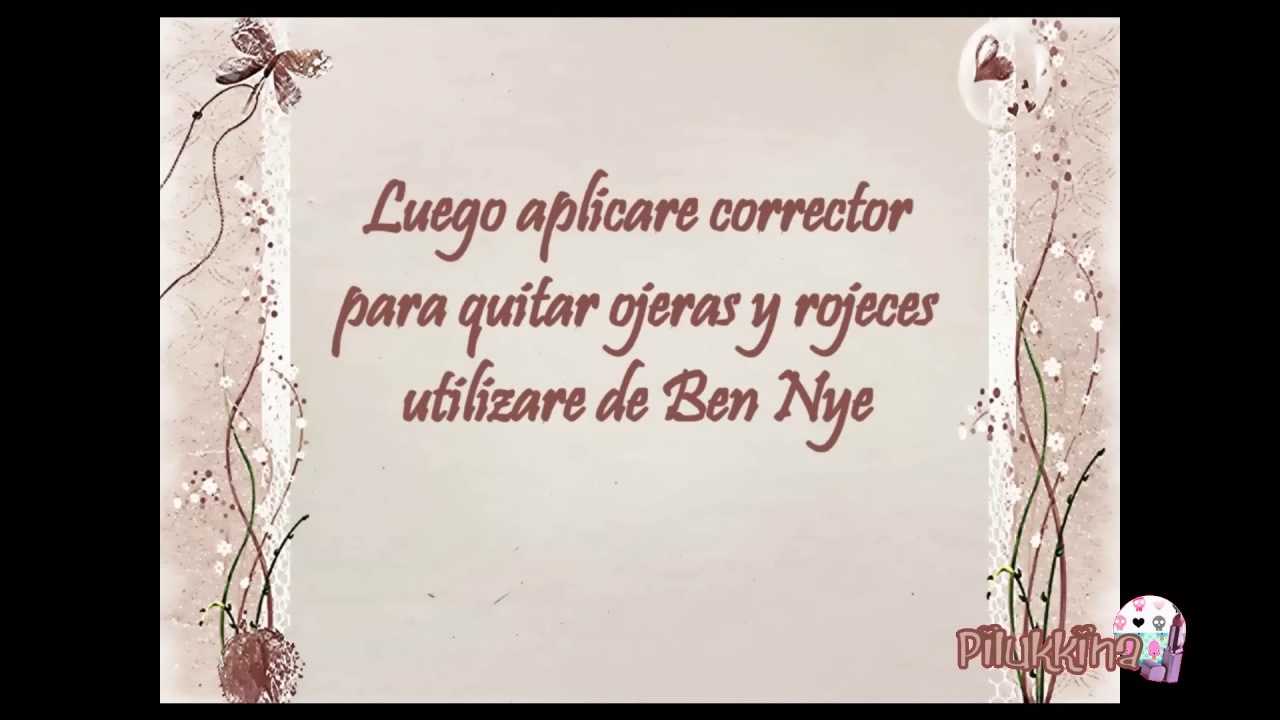 Luego aplicare corrector
para quitar ojeras y rojeces
utilizare de Ben Nye
Pilukkina